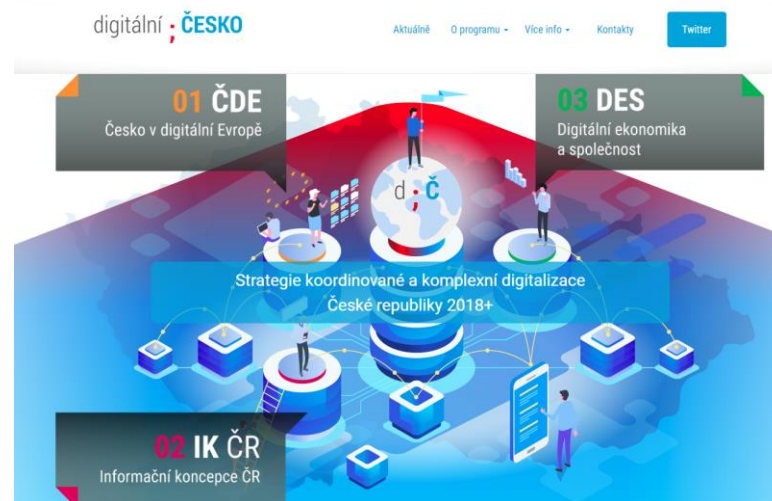 digitální ; ČESKO
Aktuálně O programu Více info Kontakty Twitter
01 ČDE
Česko v digitální Evropě
03 DES
Digitální ekonomika
a společnost
d ; Č
Strategie koordinované a komplexní digitalizace
České republiky 2018+
02 IK ČR
Informační koncepce ČR